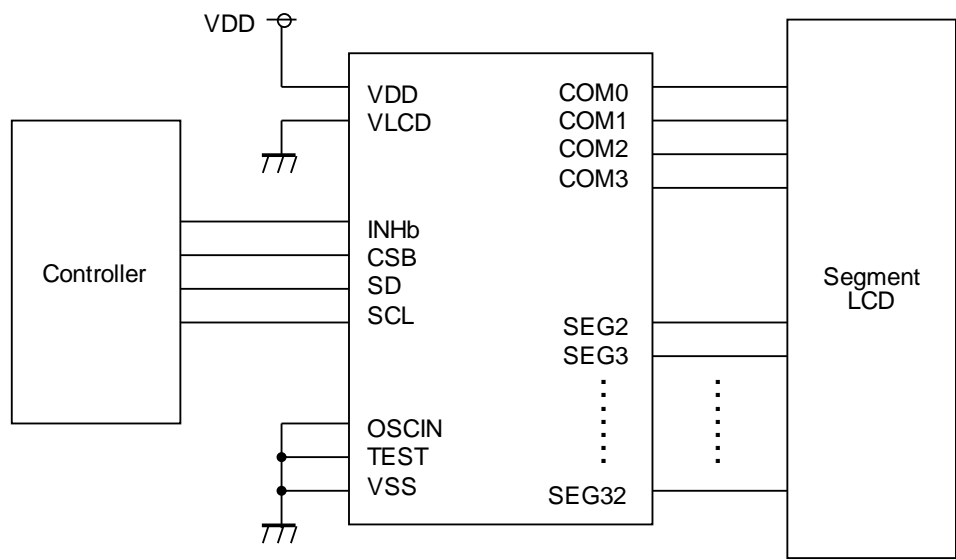 VDD
VDD
VLCD
COM0
COM1
COM2
COM3
Controller
INHb
CSB
SD
SCL
Segment
LCD
SEG2
SEG3
OSCIN
TEST
VSS
SEG32